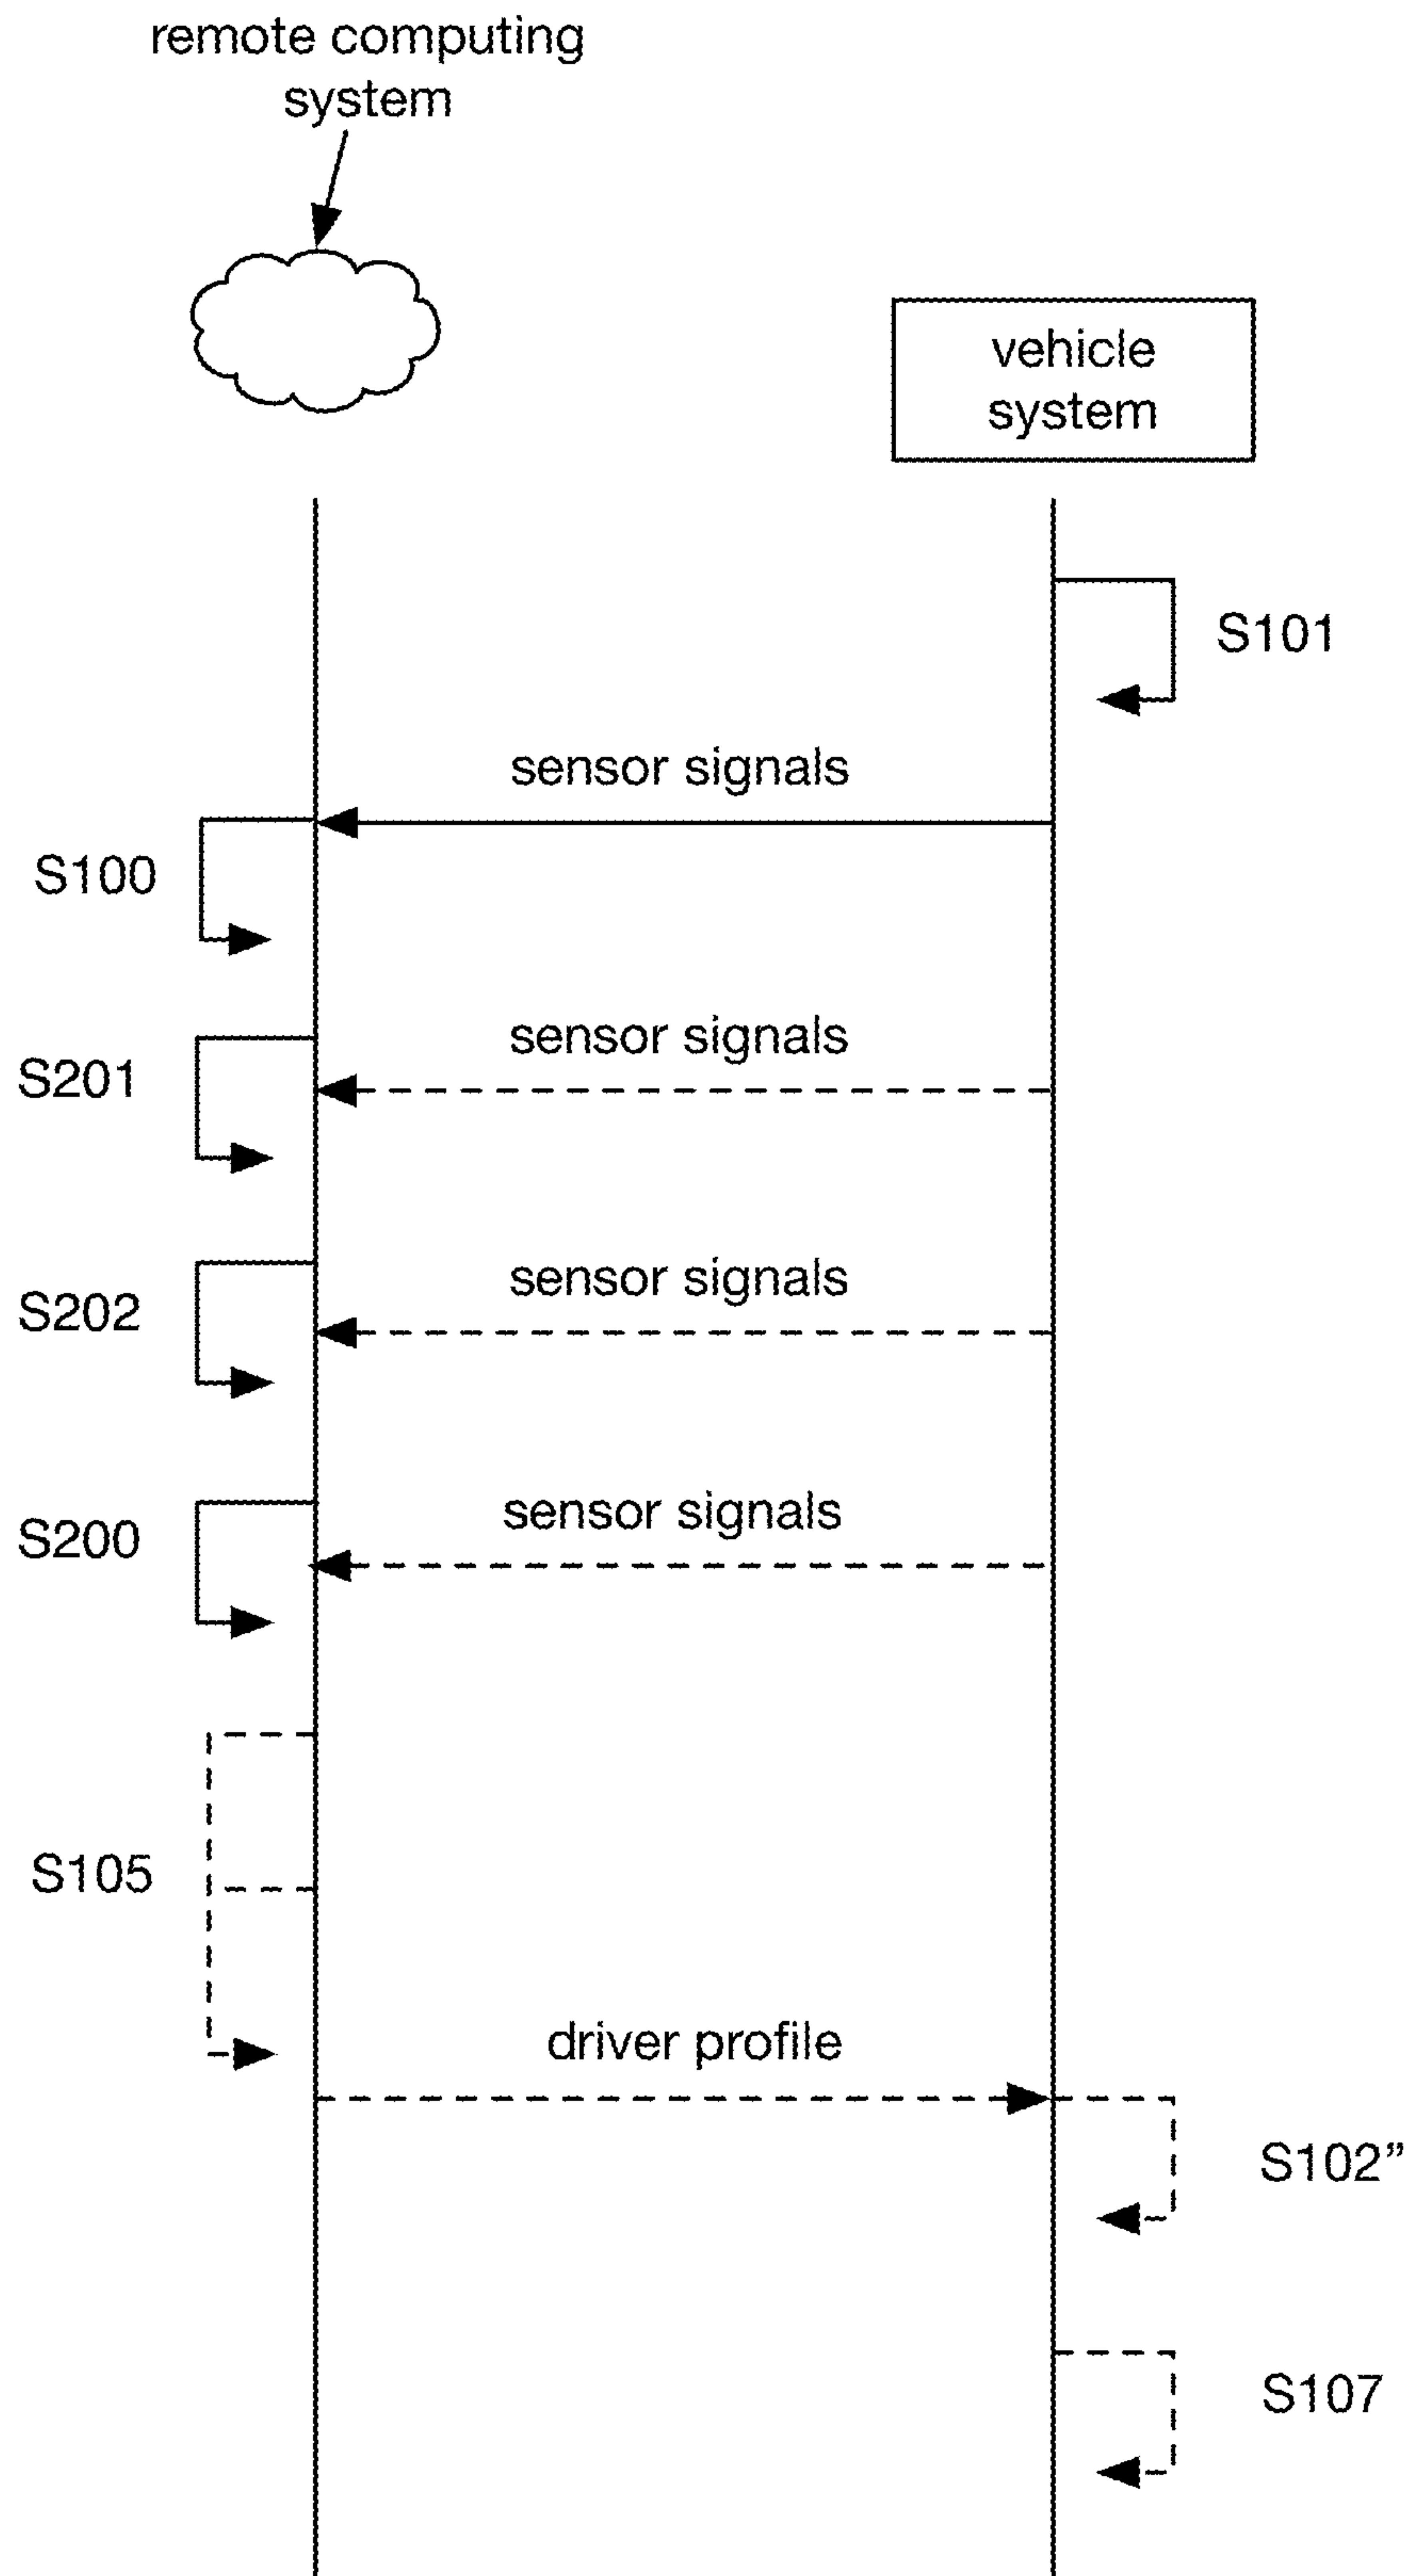 remote computing
system
vehicle
system
S101
sensor signals
S100
sensor signals
S201
sensor signals
S202
sensor signals
S200
S105
driver profile
S102”
S107